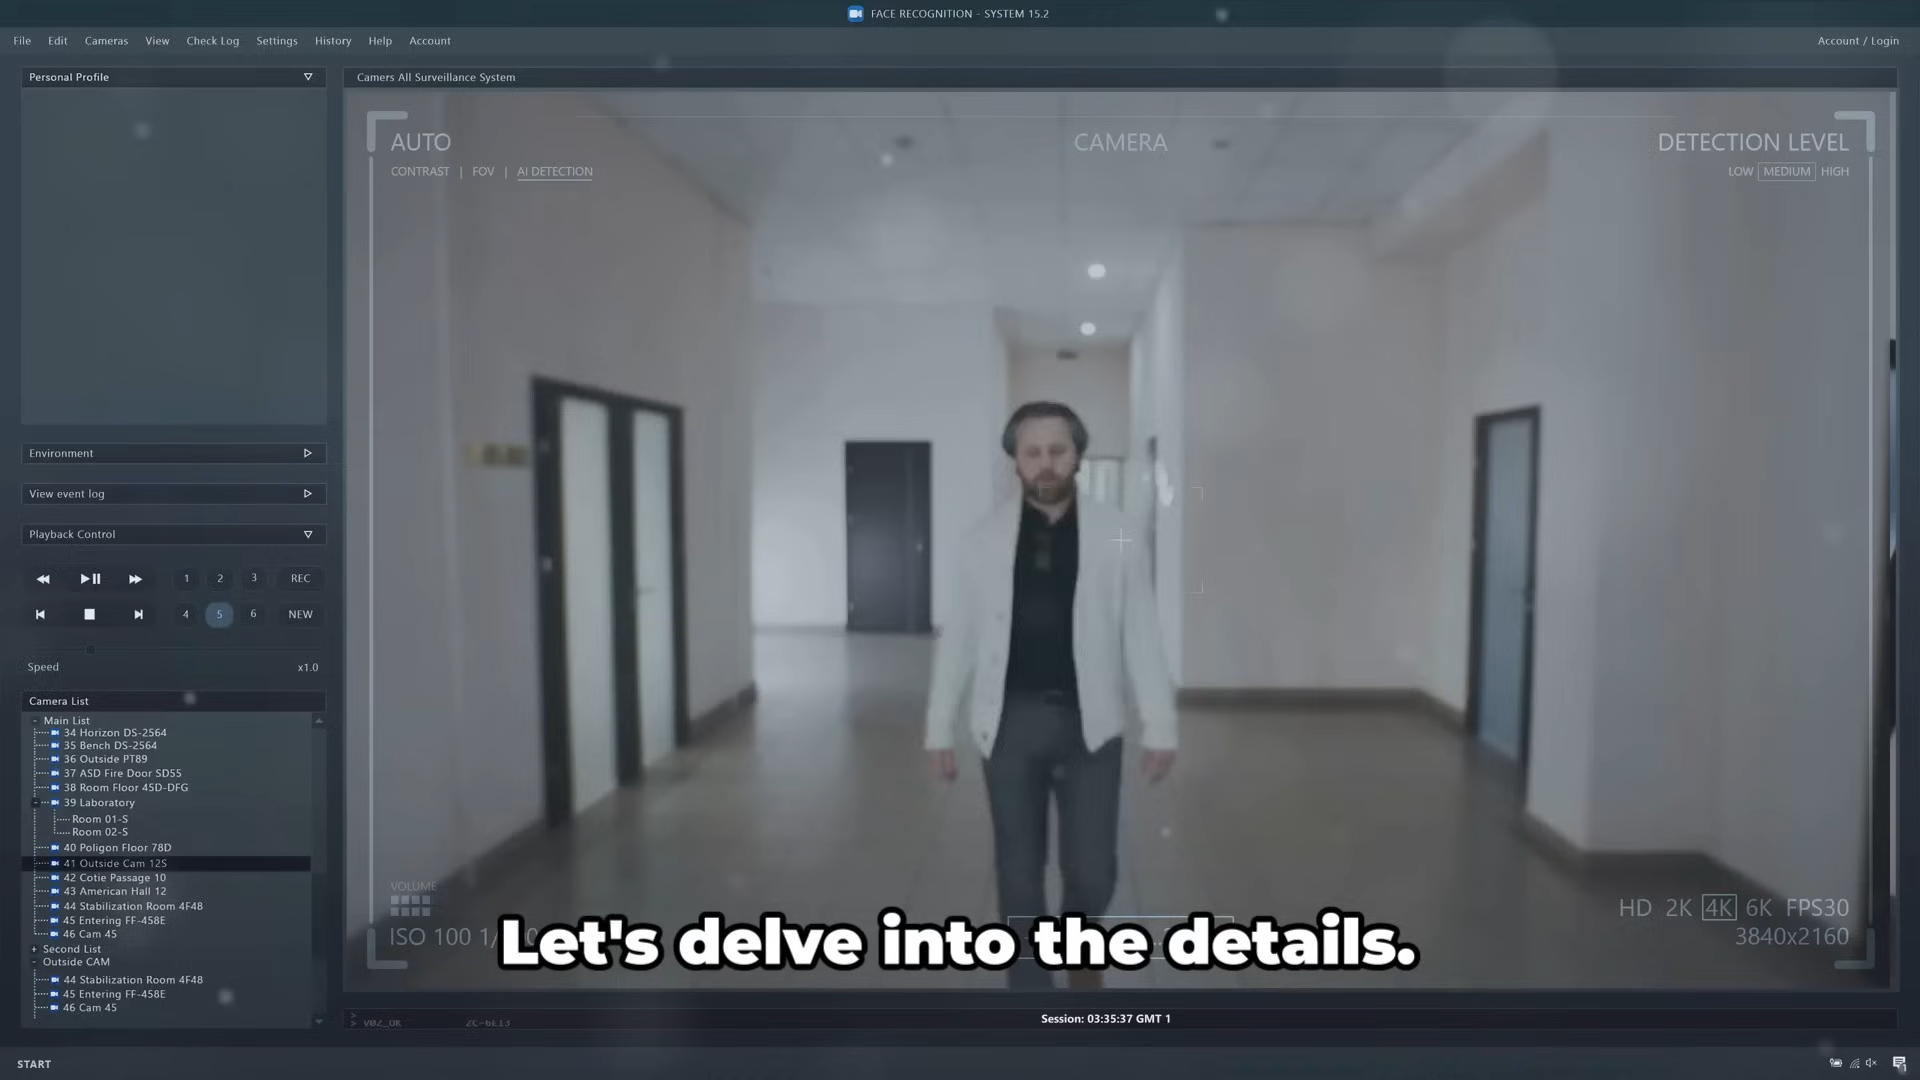 FACE RECOGNITION - SYSTEM 15.2
File Edit Cameras View Check Log Settings History Help Account
Account / Login
Personal Profile
Camers All Surveillance System
AUTO
CONTRAST | FOV | AI DETECTION
CAMERA
DETECTION LEVEL
LOW MEDIUM HIGH
Environment
View event log
Playback Control
1 2 3 REC
4 5 6 NEW
Speed x1.0
Camera List
Main List
34 Horizon DS-2564
35 Bench DS-2564
36 Outside PT89
37 ASD Fire Door SD55
38 Room Floor 45D-DFG
39 Laboratory
Room 01-S
Room 02-S
40 Poligon Floor 78D
41 Outside Cam 12S
42 Cotie Passage 10
43 American Hall 12
44 Stabilization Room 4F48
45 Entering FF-458E
46 Cam 45
Second List
Outside CAM
44 Stabilization Room 4F48
45 Entering FF-458E
46 Cam 45
VOLUME
ISO 100
HD 2K 4K 6K FPS30
3840x2160
Let's delve into the details.
Session: 03:35:37 GMT 1
START